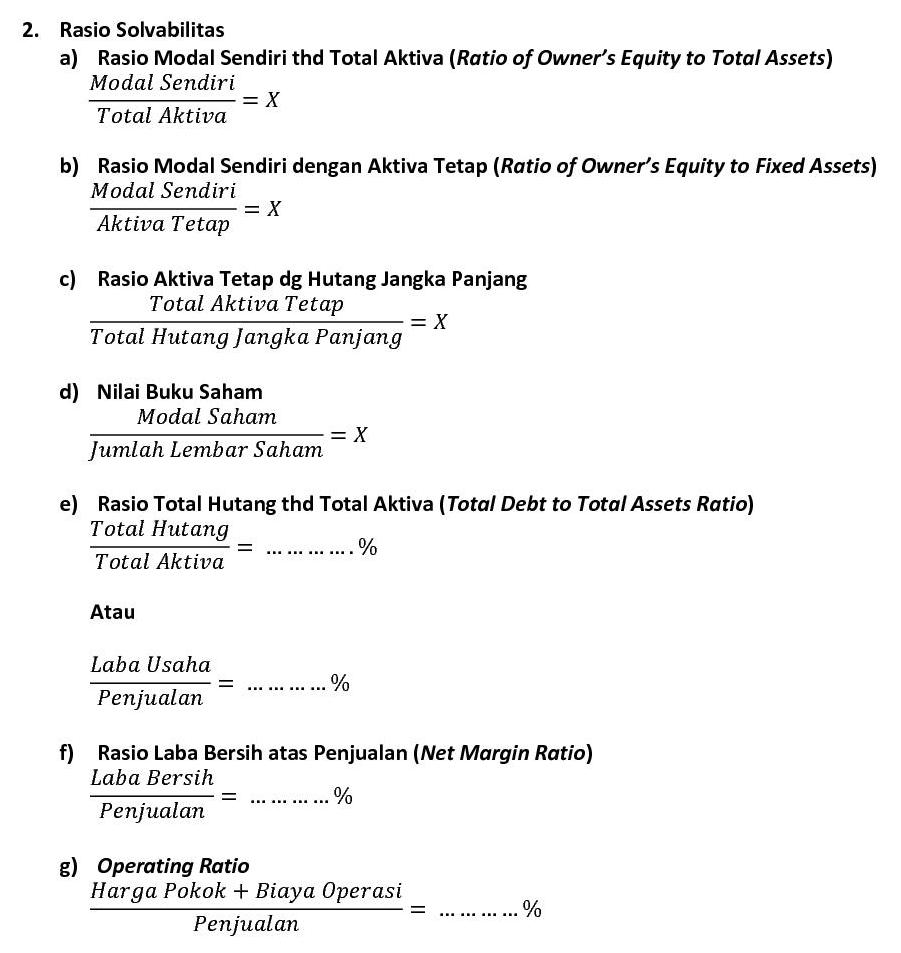 2. Rasio Solvabilitas
a) Rasio Modal Sendiri thd Total Aktiva (Ratio of Owner's Equity to Total Assets)
Modal Sendiri
= X
Total Aktiva
b) Rasio Modal Sendiri dengan Aktiva Tetap (Ratio of Owner's Equity to Fixed Assets)
Modal Sendiri
= X
Aktiva Tetap
c) Rasio Aktiva Tetap dg Hutang Jangka Panjang
Total Aktiva Tetap
= X
Total Hutang Jangka Panjang
d) Nilai Buku Saham
Modal Saham
= X
Jumlah Lembar Saham
e) Rasio Total Hutang thd Total Aktiva (Total Debt to Total Assets Ratio)
Total Hutang
= … … … … . %
Total Aktiva
Atau
Laba Usaha
= … … … … %
Penjualan
f) Rasio Laba Bersih atas Penjualan (Net Margin Ratio)
Laba Bersih
= … … … … %
Penjualan
g) Operating Ratio
Harga Pokok + Biaya Operasi
= … … … … %
Penjualan